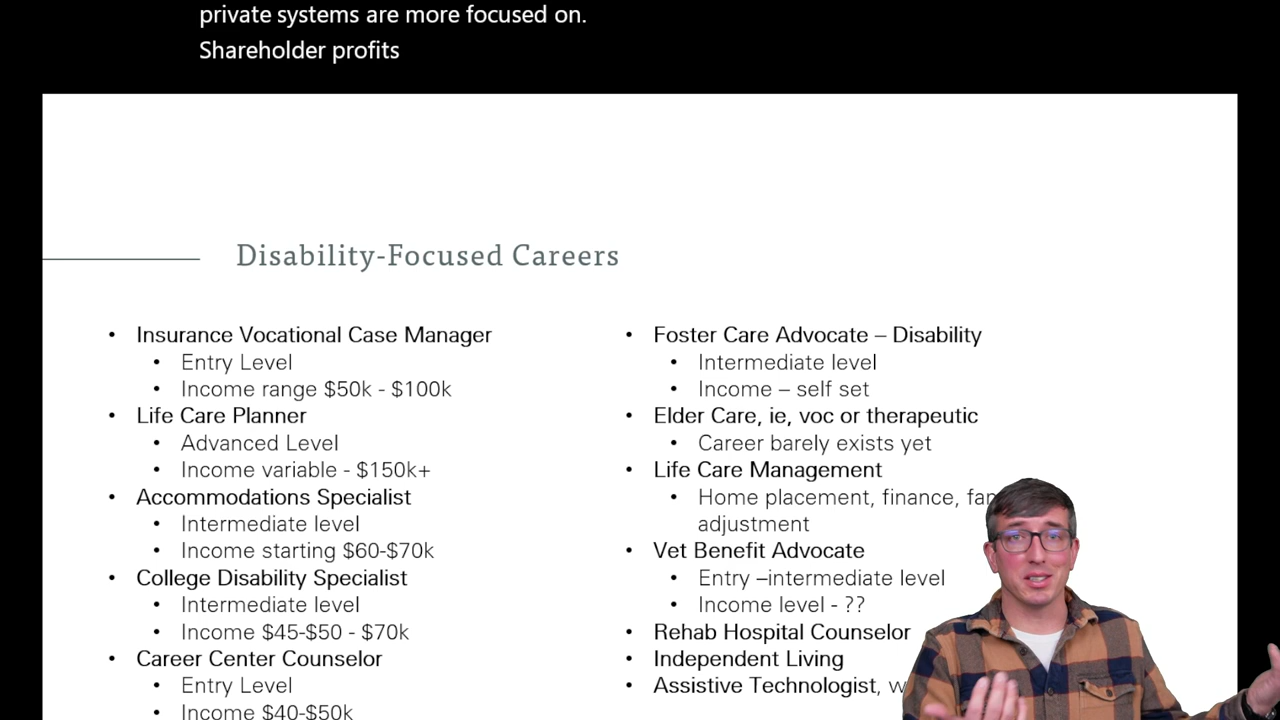 private systems are more focused on.
Shareholder profits
Disability-Focused Careers
• Insurance Vocational Case Manager
• Entry Level
• Income range $50k - $100k
• Life Care Planner
• Advanced Level
• Income variable - $150k+
• Accommodations Specialist
• Intermediate level
• Income starting $60-$70k
• College Disability Specialist
• Intermediate level
• Income $45-$50 - $70k
• Career Center Counselor
• Entry Level
• Income $40-$50k
• Foster Care Advocate – Disability
• Intermediate level
• Income – self set
• Elder Care, ie, voc or therapeutic
• Career barely exists yet
• Life Care Management
• Home placement, finance,
adjustment
• Vet Benefit Advocate
• Entry –intermediate level
• Income level - ??
• Rehab Hospital Counselor
• Independent Living
• Assistive Technologist,